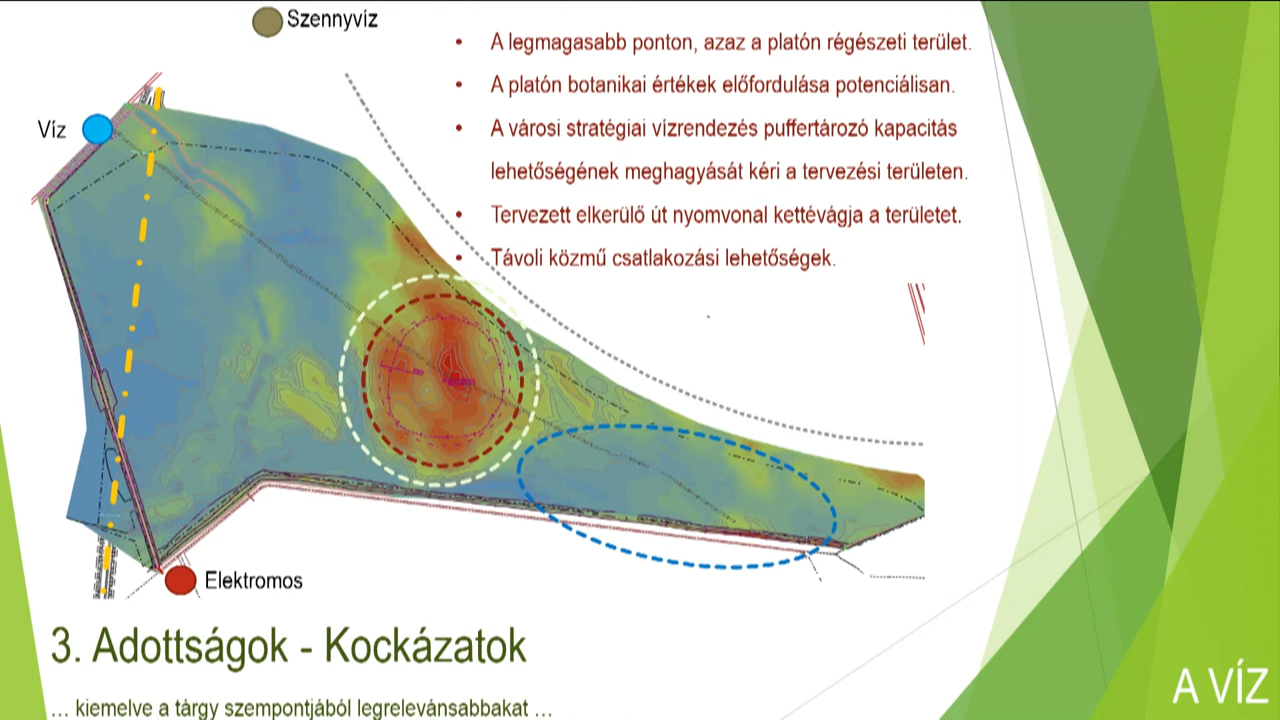 Szennyvíz
• A legmagasabb ponton, azaz a platón régészeti terület.
• A platón botanikai értékek előfordulása potenciálisan.
Víz
• A városi stratégiai vízrendezés puffertározó kapacitás
lehetőségének meghagyását kéri a tervezési területen.
• Tervezett elkerülő út nyomvonal kettévágja a területet.
• Távoli közmű csatlakozási lehetőségek.
Elektromos
3. Adottságok - Kockázatok
A VÍZ
... kiemelve a tárgy szempontjából legrelevánsabbakat ...